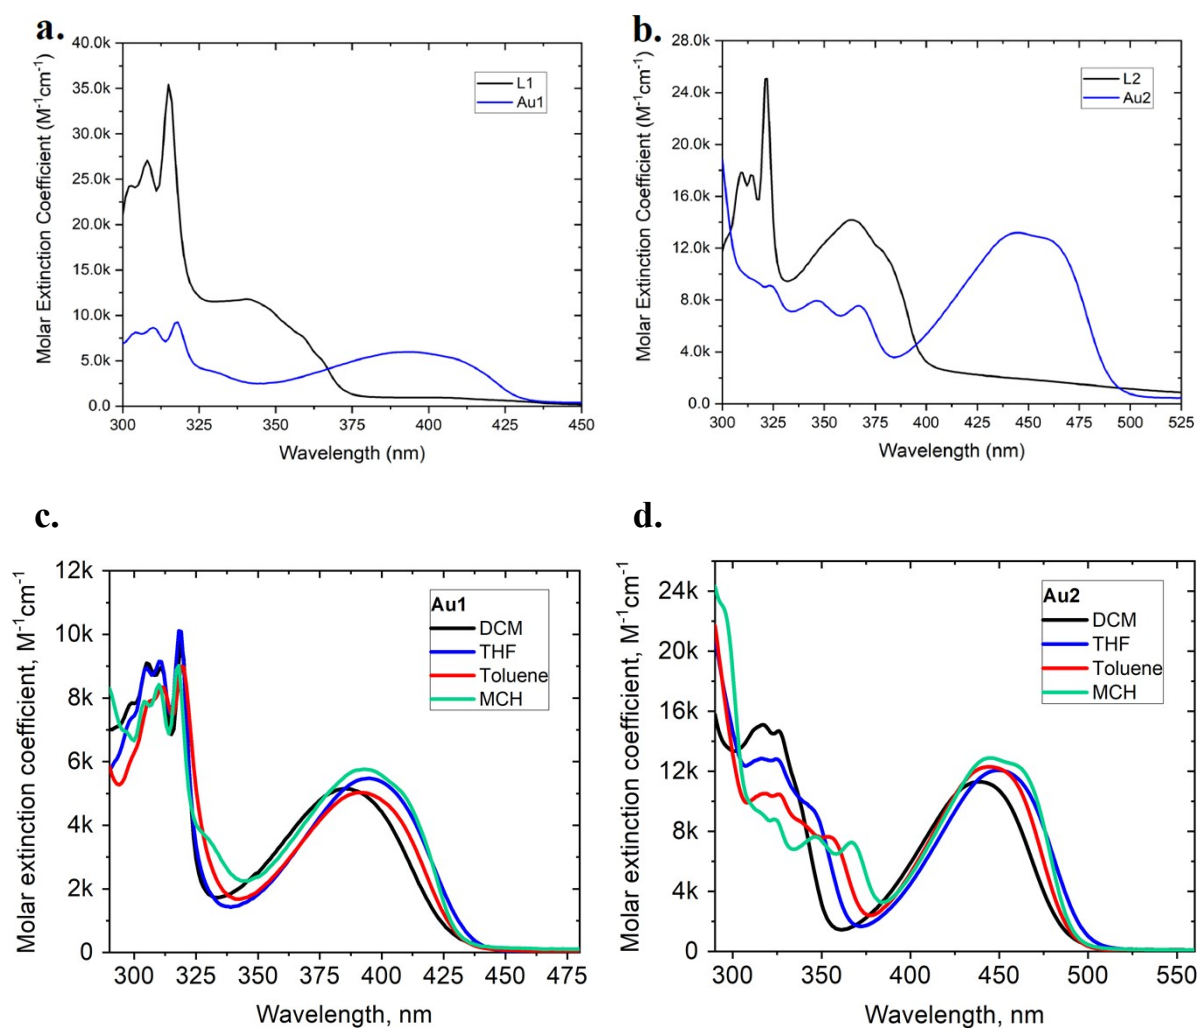 a.
40.0k
35.0k
30.0k
25.0k
20.0k
15.0k
10.0k
5.0k
0.0
Molar Extinction Coefficient (M⁻¹cm⁻¹)
L1
Au1
300 325 350 375 400 425 450
Wavelength (nm)
b.
28.0k
24.0k
20.0k
16.0k
12.0k
8.0k
4.0k
0.0
Molar Extinction Coefficient (M⁻¹cm⁻¹)
L2
Au2
300 325 350 375 400 425 450 475 500 525
Wavelength (nm)
c.
12k
10k
8k
6k
4k
2k
0
Molar extinction coefficient, M⁻¹cm⁻¹
Au1
DCM
THF
Toluene
MCH
300 325 350 375 400 425 450 475
Wavelength, nm
d.
24k
20k
16k
12k
8k
4k
0
Molar extinction coefficient, M⁻¹cm⁻¹
Au2
DCM
THF
Toluene
MCH
300 350 400 450 500 550
Wavelength, nm